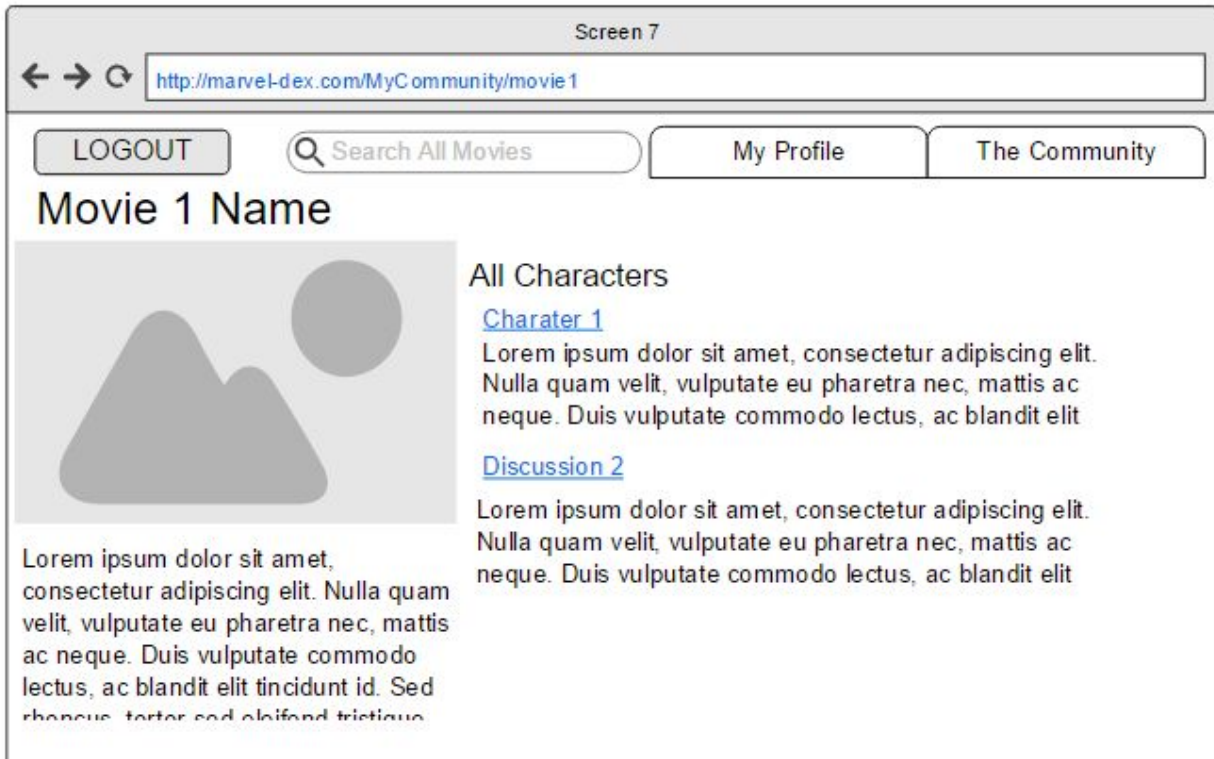 Screen 7
http://marvel-dex.com/MyCommunity/movie1
LOGOUT
Search All Movies
My Profile
The Community
Movie 1 Name
All Characters
Charater 1
Lorem ipsum dolor sit amet, consectetur adipiscing elit.
Nulla quam velit, vulputate eu pharetra nec, mattis ac
neque. Duis vulputate commodo lectus, ac blandit elit
Discussion 2
Lorem ipsum dolor sit amet, consectetur adipiscing elit.
Nulla quam velit, vulputate eu pharetra nec, mattis ac
neque. Duis vulputate commodo lectus, ac blandit elit
Lorem ipsum dolor sit amet,
consectetur adipiscing elit. Nulla quam
velit, vulputate eu pharetra nec, mattis
ac neque. Duis vulputate commodo
lectus, ac blandit elit tincidunt id. Sed
rhoncus, tortor sed eleifend tristique